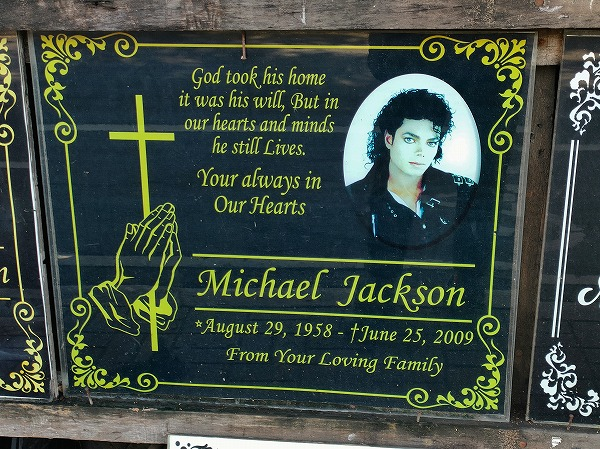 God took his home
it was his will, But in
our hearts and minds
he still Lives.
Your always in
Our Hearts
Michael Jackson
*August 29, 1958 - †June 25, 2009
From Your Loving Family